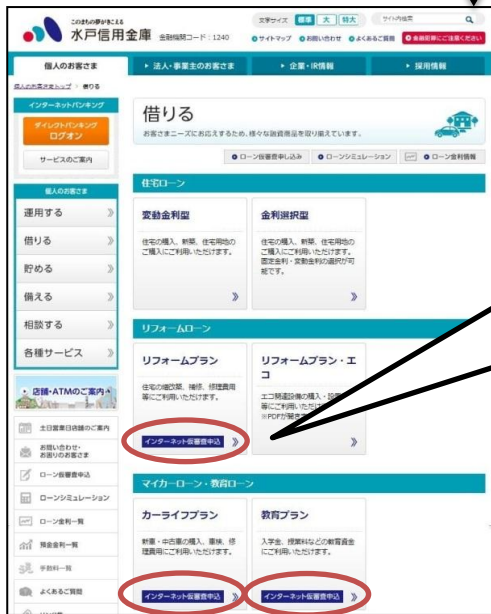 このまちの夢がきこえる
水戸信用金庫 金融機関コード：1240
文字サイズ 標準 大 特大 サイト内検索
サイトマップ お問い合わせ よくあるご質問 金融犯罪にご注意ください
個人のお客さま 法人・事業主のお客さま 企業・IR情報 採用情報
個人のお客さまトップ > 借りる
インターネットバンキング
ダイレクトバンキング
ログオン
サービスのご案内
個人のお客さま
運用する
借りる
貯める
備える
相談する
各種サービス
店舗・ATMのご案内
土日営業日店舗のご案内
お問い合わせ・
お困りのお客さま
ローン仮審査申込
ローンシミュレーション
ローン金利一覧
預金金利一覧
手数料一覧
よくあるご質問
借りる
お客さまニーズにお応えするため、様々な融資商品を取り揃えています。
ローン仮審査申し込み ローンシミュレーション ローン金利情報
住宅ローン
変動金利型
住宅の購入、新築、住宅用地の
ご購入にご利用いただけます。
金利選択型
住宅の購入、新築、住宅用地の
ご購入にご利用いただけます。
固定金利・変動金利の選択が可
能です。
リフォームローン
リフォームプラン
住宅の増改築、補修、修理費用
等にご利用いただけます。
インターネット仮審査申込
リフォームプラン・エ
コ
エコ関連設備の購入・設置
等にご利用いただけ
※PDFが開き
マイカーローン・教育ローン
カーライフプラン
新車・中古車の購入、車検、修
理費用にご利用いただけます。
インターネット仮審査申込
教育プラン
入学金、授業料などの教育資金
にご利用いただけます。
インターネット仮審査申込